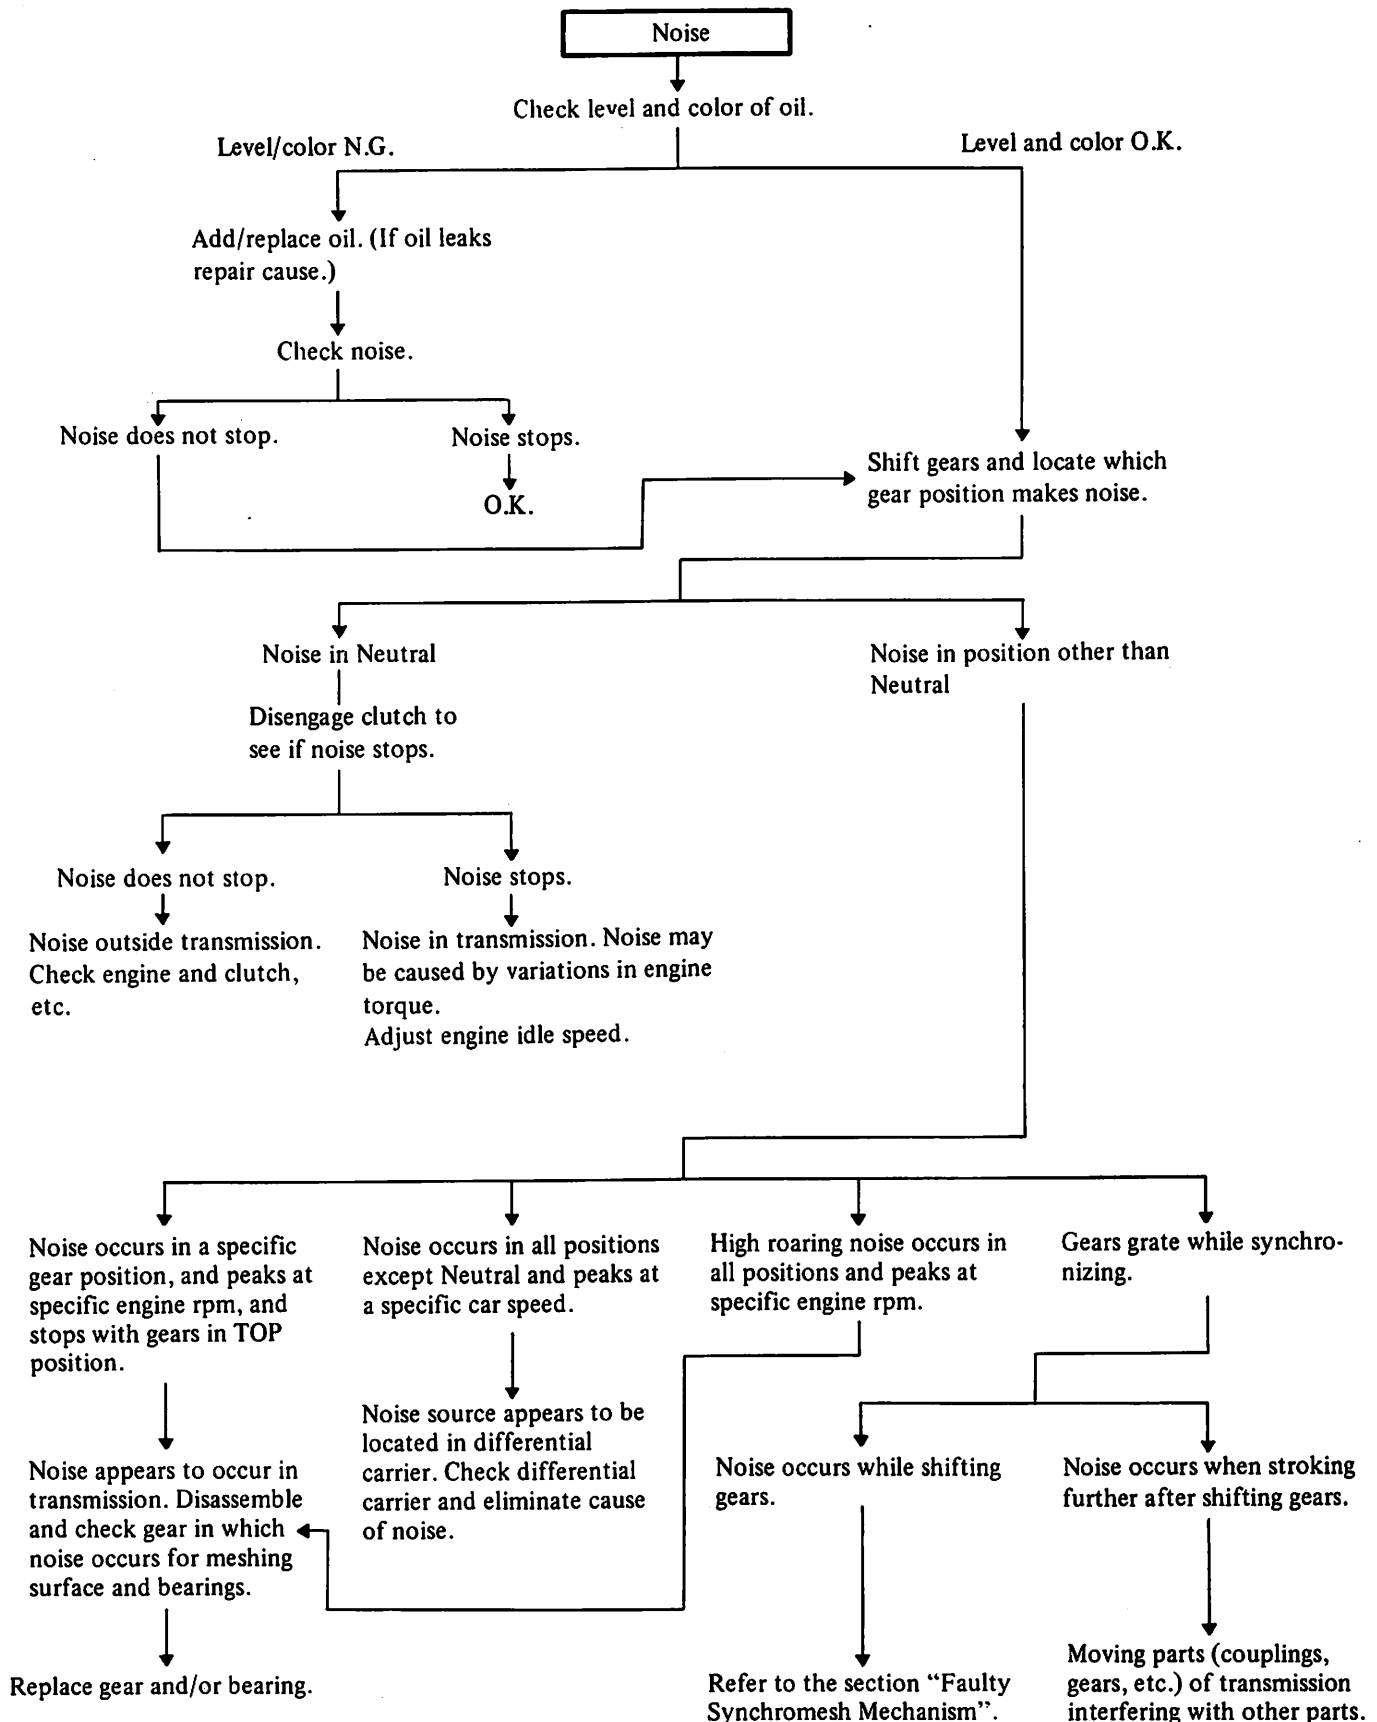 Noise
Check level and color of oil.
Level/color N.G.
Level and color O.K.
Add/replace oil. (If oil leaks
repair cause.)
Check noise.
Noise does not stop.
Noise stops.
O.K.
Shift gears and locate which
gear position makes noise.
Noise in Neutral
Noise in position other than
Neutral
Disengage clutch to
see if noise stops.
Noise does not stop.
Noise stops.
Noise outside transmission.
Check engine and clutch,
etc.
Noise in transmission. Noise may
be caused by variations in engine
torque.
Adjust engine idle speed.
Noise occurs in a specific
gear position, and peaks at
specific engine rpm, and
stops with gears in TOP
position.
Noise occurs in all positions
except Neutral and peaks at
a specific car speed.
High roaring noise occurs in
all positions and peaks at
specific engine rpm.
Gears grate while synchro-
nizing.
Noise appears to occur in
transmission. Disassemble
and check gear in which
noise occurs for meshing
surface and bearings.
Noise source appears to be
located in differential
carrier. Check differential
carrier and eliminate cause
of noise.
Noise occurs while shifting
gears.
Noise occurs when stroking
further after shifting gears.
Replace gear and/or bearing.
Refer to the section “Faulty
Synchromesh Mechanism”.
Moving parts (couplings,
gears, etc.) of transmission
interfering with other parts.